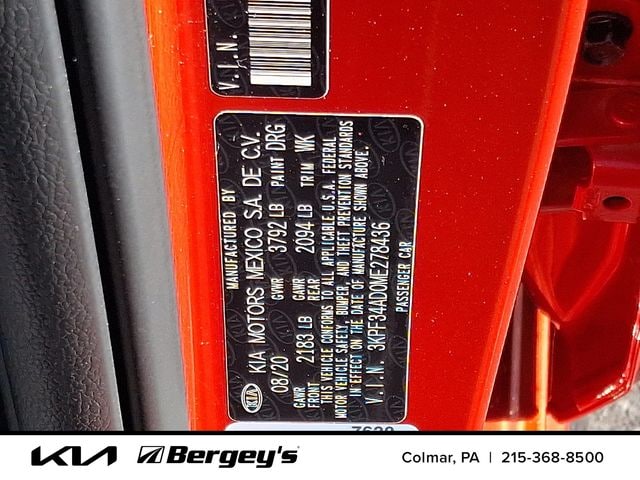 V.I.N.
MANUFACTURED BY
KIA KIA MOTORS MEXICO S.A. DE C.V.
08/20 GVWR 3792 LB PAINT DRG
GAWR FRONT 2183 LB GAWR REAR 2094 LB TRIM WK
THIS VEHICLE CONFORMS TO ALL APPLICABLE U.S.A. FEDERAL
MOTOR VEHICLE SAFETY, BUMPER, AND THEFT PREVENTION STANDARDS
IN EFFECT ON THE DATE OF MANUFACTURE SHOWN ABOVE.
V.I.N. 3KPF34AD0ME278436
PASSENGER CAR
KIA Bergey's Colmar, PA | 215-368-8500